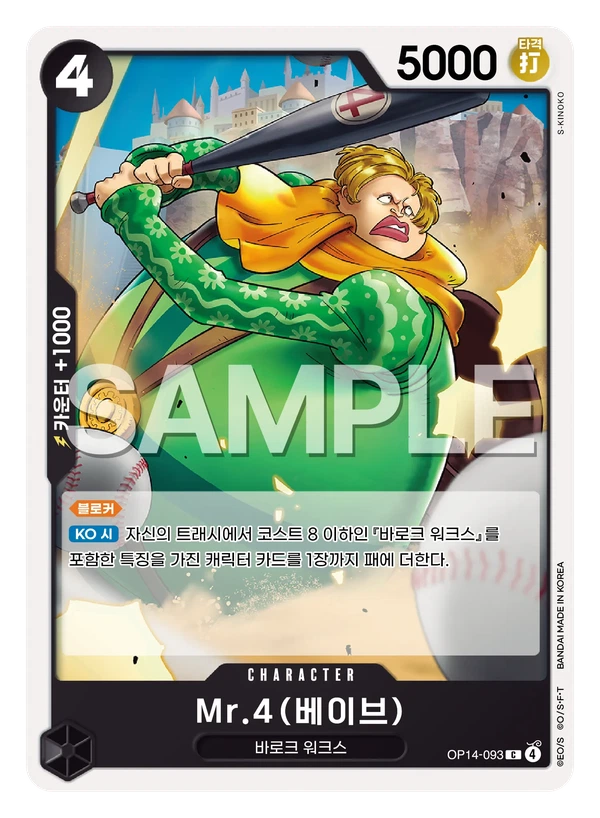 4
5000
타격
打
4
S-KINOKO
카운터 +1000
SAMPLE
블로커
KO 시 자신의 트래시에서 코스트 8 이하인 『바로크 워크스』를
포함한 특징을 가진 캐릭터 카드를 1장까지 패에 더한다.
CHARACTER
Mr.4(베이브)
바로크 워크스
OP14-093 C 4
©EO/S ©O/S·F·T BANDAI MADE IN KOREA